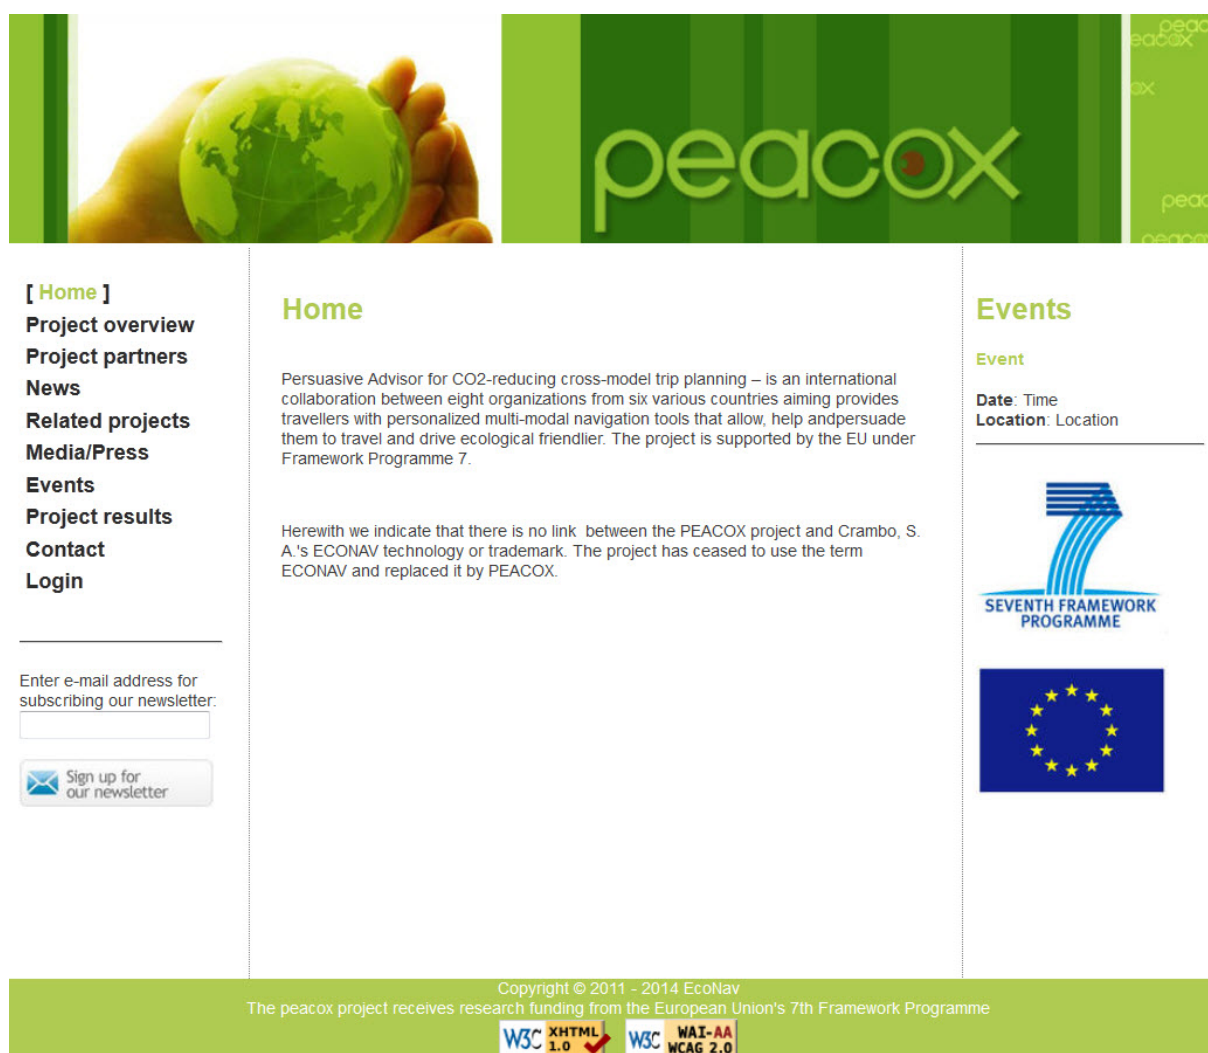 peacox
peacox
[ Home ]
Project overview
Project partners
News
Related projects
Media/Press
Events
Project results
Contact
Login
Enter e-mail address for
subscribing our newsletter:
Sign up for
our newsletter
Home
Persuasive Advisor for CO2-reducing cross-model trip planning – is an international
collaboration between eight organizations from six various countries aiming provides
travellers with personalized multi-modal navigation tools that allow, help andpersuade
them to travel and drive ecological friendlier. The project is supported by the EU under
Framework Programme 7.
Herewith we indicate that there is no link  between the PEACOX project and Crambo, S.
A.'s ECONAV technology or trademark. The project has ceased to use the term
ECONAV and replaced it by PEACOX.
Events
Event
Date: Time
Location: Location
7
SEVENTH FRAMEWORK
PROGRAMME
Copyright © 2011 - 2014 EcoNav
The peacox project receives research funding from the European Union's 7th Framework Programme
W3C XHTML
1.0
W3C WAI-AA
WCAG 2.0